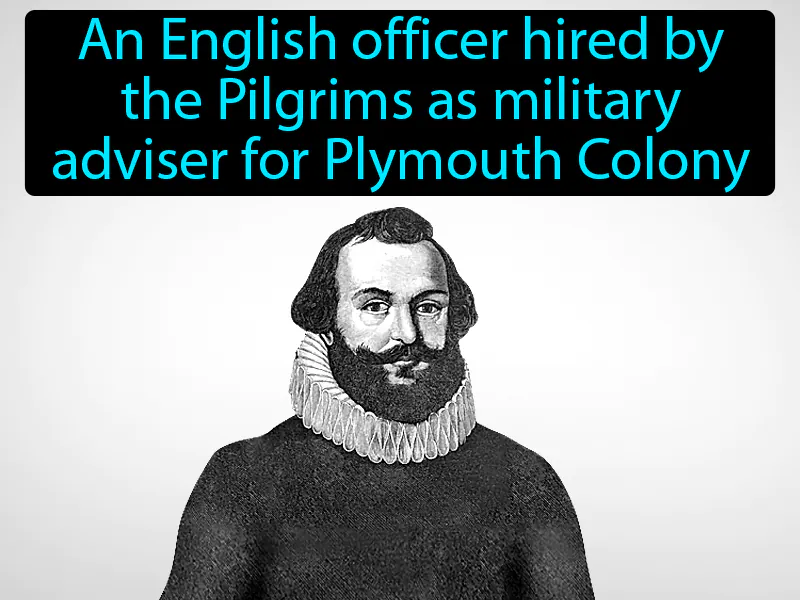 An English officer hired by
the Pilgrims as military
adviser for Plymouth Colony